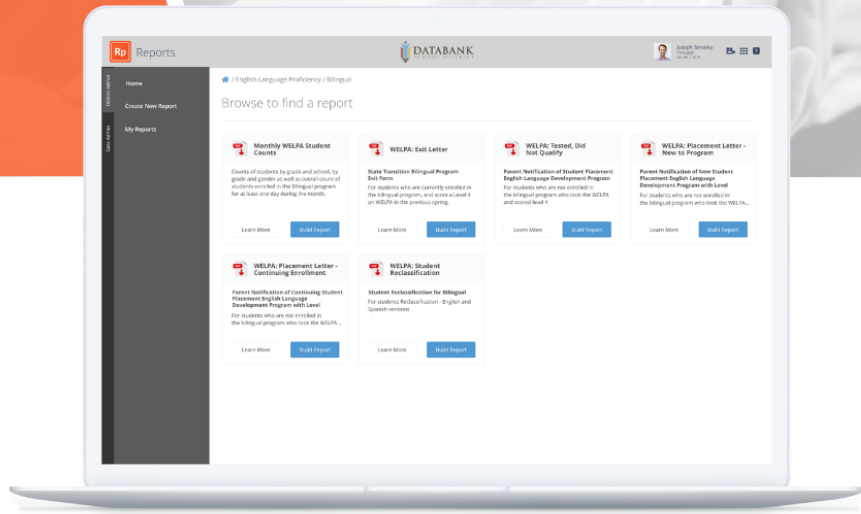 Rp Reports
DATABANK
SCHOOL DISTRICT
Joseph Tansley
Principal
District Admin
Data Admin
Home
Create New Report
My Reports
/ English Language Proficiency / Bilingual
Browse to find a report
Monthly WELPA Student
Counts
Counts of students by grade and school, by
grade and gender as well as overall count of
students enrolled in the Bilingual program
for at least one day during the month.
Learn More
Build Report
WELPA: Exit Letter
State Transition Bilingual Program
Exit Form
For students who are currently enrolled in
the bilingual program, and score a Level 4
on WELPA in the previous spring.
Learn More
Build Report
WELPA: Tested, Did
Not Qualify
Parent Notification of Student Placement
English Language Development Program
For students who are not enrolled in
the bilingual program who took the WELPA
and scored level 4
Learn More
Build Report
WELPA: Placement Letter -
New to Program
Parent Notification of New Student
Placement English Language
Development Program with Level
For students who are not enrolled in
the bilingual program who took the WELPA...
Learn More
Build Report
WELPA: Placement Letter -
Continuing Enrollment
Parent Notification of Continuing Student
Placement English Language
Development Program with Level
For students who are not enrolled in
the bilingual program who took the WELPA...
Learn More
Build Report
WELPA: Student
Reclassification
Student Reclassification for Bilingual
For students Reclassification - English and
Spanish versions
Learn More
Build Report